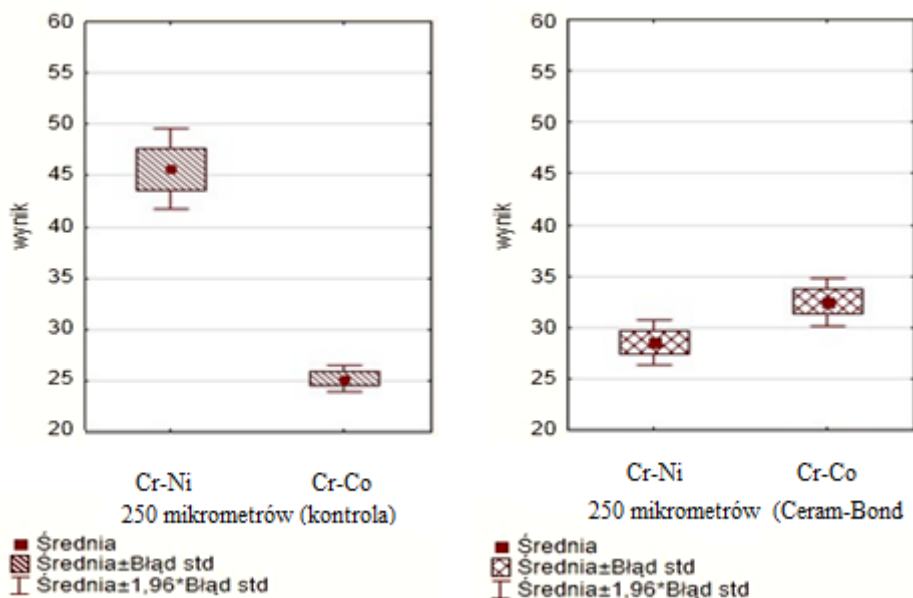 60
55
50
45
40
35
30
25
20
wynik
Cr-Ni Cr-Co
250 mikrometrów (kontrola)
Średnia
Średnia±Błąd std
Średnia±1,96*Błąd std
60
55
50
45
40
35
30
25
20
wynik
Cr-Ni Cr-Co
250 mikrometrów (Ceram-Bond
Średnia
Średnia±Błąd std
Średnia±1,96*Błąd std